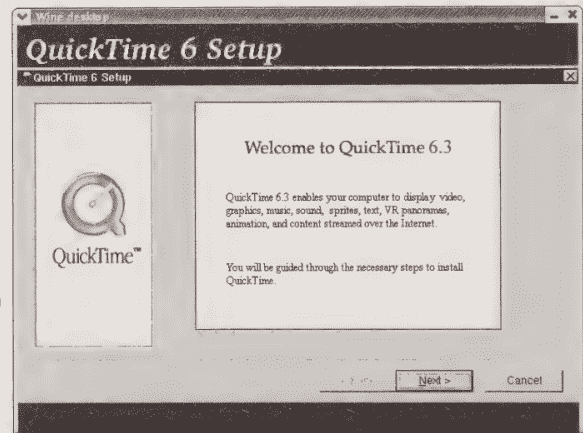 Wine desktop
QuickTime 6 Setup
QuickTime 6 Setup
Welcome to QuickTime 6.3
QuickTime 6.3 enables your computer to display video,
graphics, music, sound, sprites, text, VR panoramas,
animation, and content streamed over the Internet.
QuickTime™
You will be guided through the necessary steps to install
QuickTime.
Next >
Cancel